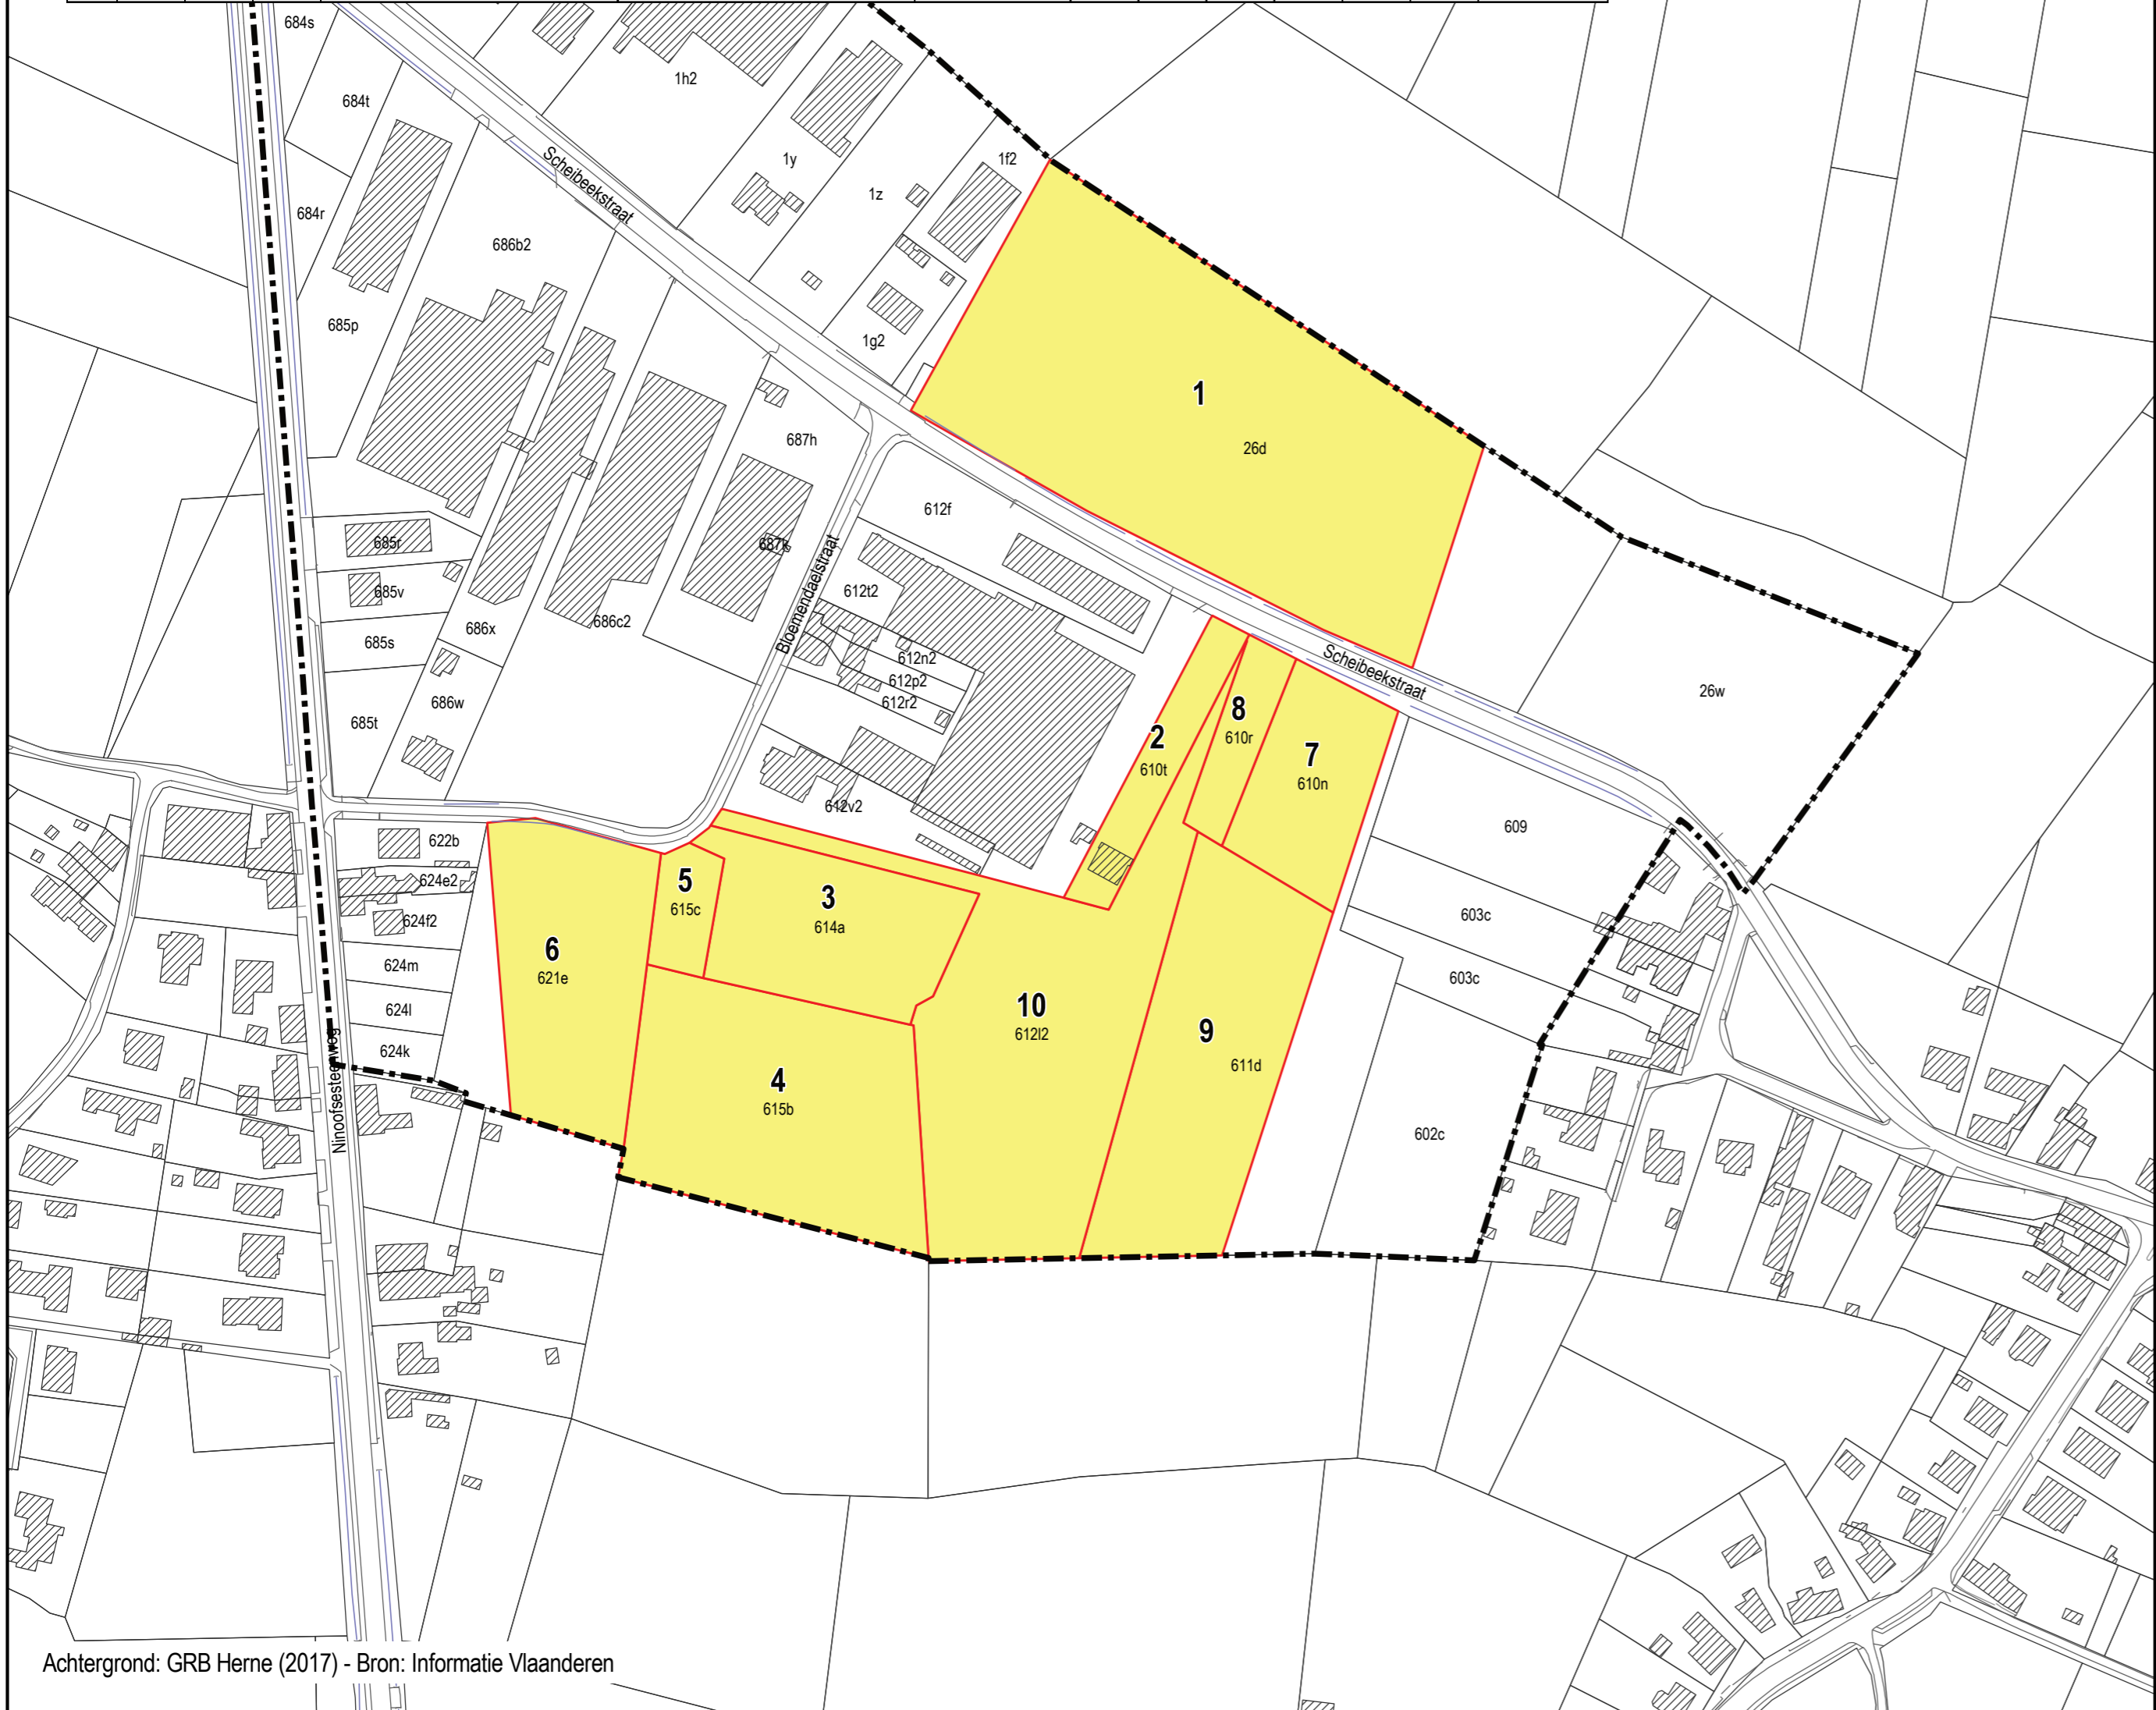 684s
1h2
684t
1y
1f2
Scheibeekstraat
1z
684r
686b2
685p
1g2
1
26d
687h
612f
685r
687k
685v
612t2
Bloemendaelstraat
686c2
686x
685s
612n2
612p2
612r2
Scheibeekstraat
26w
686w
685t
8
610r
2
610t
7
610n
612v2
609
622b
624e2
5
615c
3
614a
603c
624f2
6
621e
624m
603c
624l
10
612l2
9
611d
624k
Ninoofsesteenweg
4
615b
602c
Achtergrond: GRB Herne (2017) - Bron: Informatie Vlaanderen